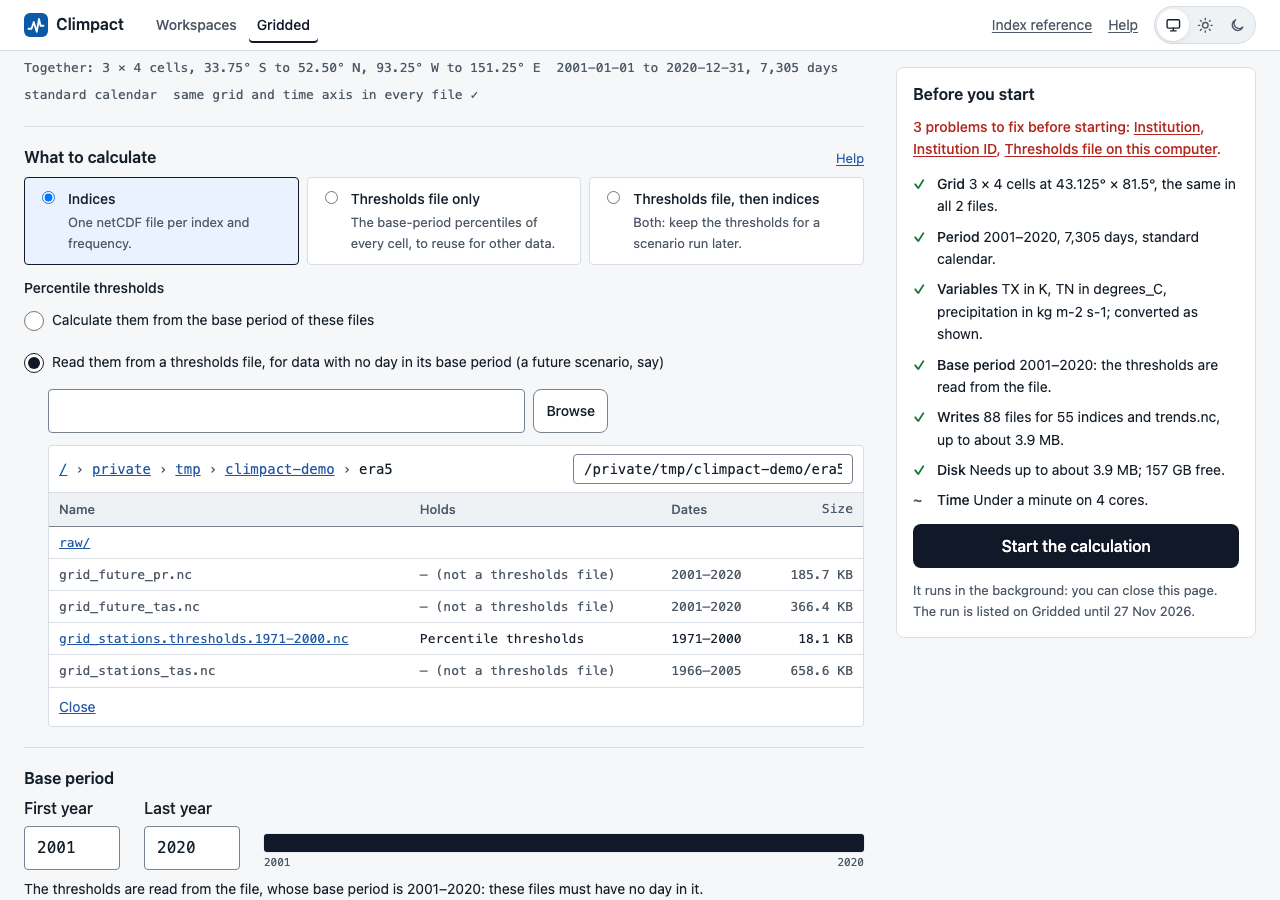 Climpact
Workspaces
Gridded
Index reference
Help
Together: 3 × 4 cells, 33.75° S to 52.50° N, 93.25° W to 151.25° E  2001-01-01 to 2020-12-31, 7,305 days
standard calendar  same grid and time axis in every file ✓
What to calculate
Help
Indices
One netCDF file per index and
frequency.
Thresholds file only
The base-period percentiles of
every cell, to reuse for other data.
Thresholds file, then indices
Both: keep the thresholds for a
scenario run later.
Percentile thresholds
Calculate them from the base period of these files
Read them from a thresholds file, for data with no day in its base period (a future scenario, say)
Browse
/ › private › tmp › climpact-demo › era5
/private/tmp/climpact-demo/era5
Name Holds Dates Size
raw/
grid_future_pr.nc — (not a thresholds file) 2001–2020 185.7 KB
grid_future_tas.nc — (not a thresholds file) 2001–2020 366.4 KB
grid_stations.thresholds.1971-2000.nc Percentile thresholds 1971–2000 18.1 KB
grid_stations_tas.nc — (not a thresholds file) 1966–2005 658.6 KB
Close
Base period
First year
Last year
2001
2020
2001
2020
The thresholds are read from the file, whose base period is 2001–2020: these files must have no day in it.
Before you start
3 problems to fix before starting: Institution,
Institution ID, Thresholds file on this computer.
✓ Grid 3 × 4 cells at 43.125° × 81.5°, the same in
all 2 files.
✓ Period 2001–2020, 7,305 days, standard
calendar.
✓ Variables TX in K, TN in degrees_C,
precipitation in kg m-2 s-1; converted as
shown.
✓ Base period 2001–2020: the thresholds are
read from the file.
✓ Writes 88 files for 55 indices and trends.nc,
up to about 3.9 MB.
✓ Disk Needs up to about 3.9 MB; 157 GB free.
~ Time Under a minute on 4 cores.
Start the calculation
It runs in the background: you can close this page.
The run is listed on Gridded until 27 Nov 2026.